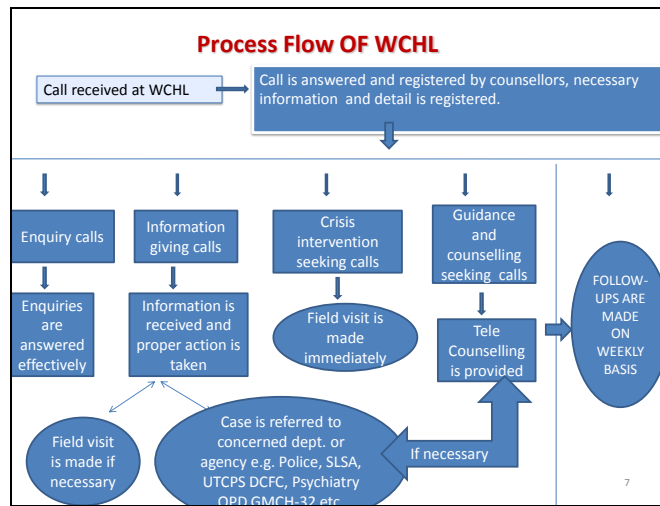 Process Flow OF WCHL
Call received at WCHL
Call is answered and registered by counsellors, necessary
information and detail is registered.
Enquiry calls
Information
giving calls
Crisis
intervention
seeking calls
Guidance
and
counselling
seeking calls
Enquiries
are
answered
effectively
Information is
received and
proper action is
taken
Field visit is
made
immediately
Tele
Counselling
is provided
FOLLOW-
UPS ARE
MADE
ON
WEEKLY
BASIS
Field visit
is made if
necessary
Case is referred to
concerned dept. or
agency e.g. Police, SLSA,
UTCPS DCFC, Psychiatry
OPD GMCH-32 etc
If necessary
7